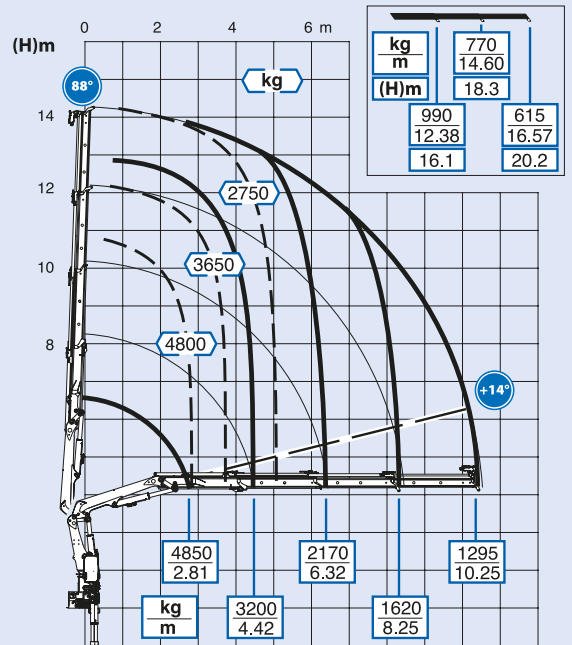 0 2 4 6 m
(H)m
88°
kg
kg 770
m 14.60
(H)m 18.3
990 615
12.38 16.57
16.1 20.2
14
12
10
8
2750
3650
4800
+14°
4850 2170 1295
2.81 6.32 10.25
kg 3200 1620
m 4.42 8.25